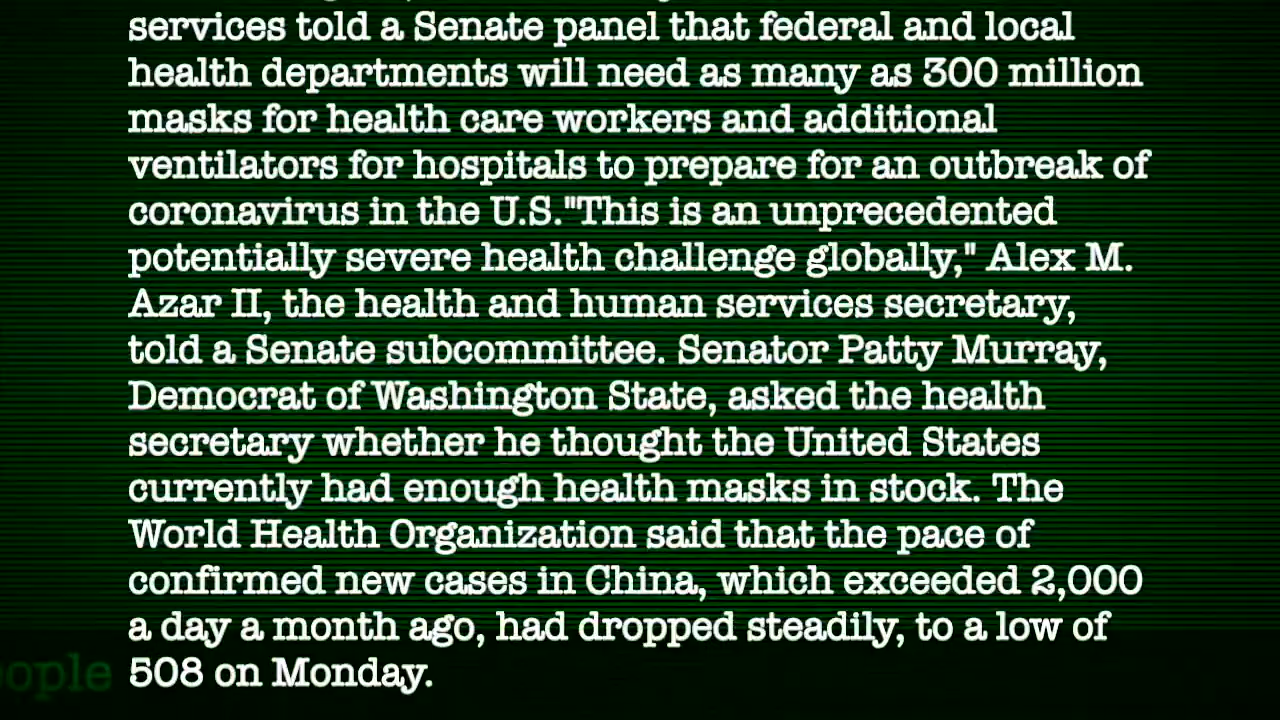 services told a Senate panel that federal and local
health departments will need as many as 300 million
masks for health care workers and additional
ventilators for hospitals to prepare for an outbreak of
coronavirus in the U.S."This is an unprecedented
potentially severe health challenge globally," Alex M.
Azar II, the health and human services secretary,
told a Senate subcommittee. Senator Patty Murray,
Democrat of Washington State, asked the health
secretary whether he thought the United States
currently had enough health masks in stock. The
World Health Organization said that the pace of
confirmed new cases in China, which exceeded 2,000
a day a month ago, had dropped steadily, to a low of
508 on Monday.